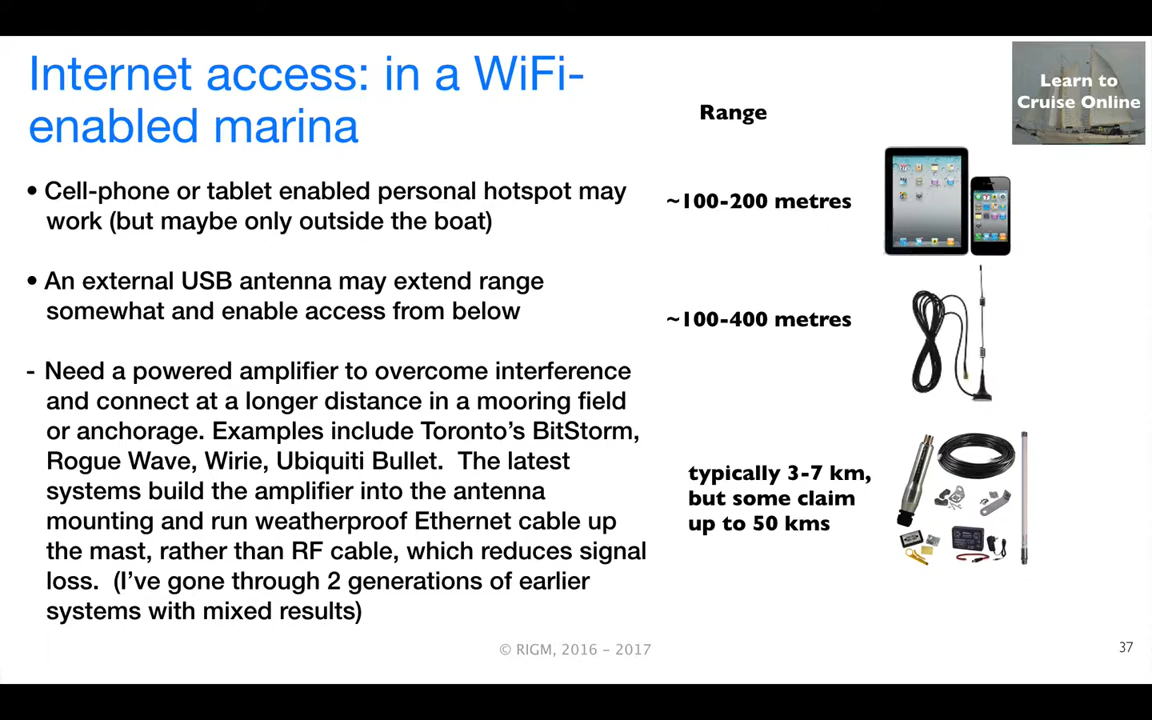 Internet access: in a WiFi-
enabled marina
Learn to
Cruise Online
Range
• Cell-phone or tablet enabled personal hotspot may
work (but maybe only outside the boat)
~100-200 metres
• An external USB antenna may extend range
somewhat and enable access from below
~100-400 metres
- Need a powered amplifier to overcome interference
and connect at a longer distance in a mooring field
or anchorage. Examples include Toronto's BitStorm,
Rogue Wave, Wirie, Ubiquiti Bullet.  The latest
systems build the amplifier into the antenna
mounting and run weatherproof Ethernet cable up
the mast, rather than RF cable, which reduces signal
loss.  (I've gone through 2 generations of earlier
systems with mixed results)
typically 3-7 km,
but some claim
up to 50 kms
© RIGM, 2016 – 2017
37